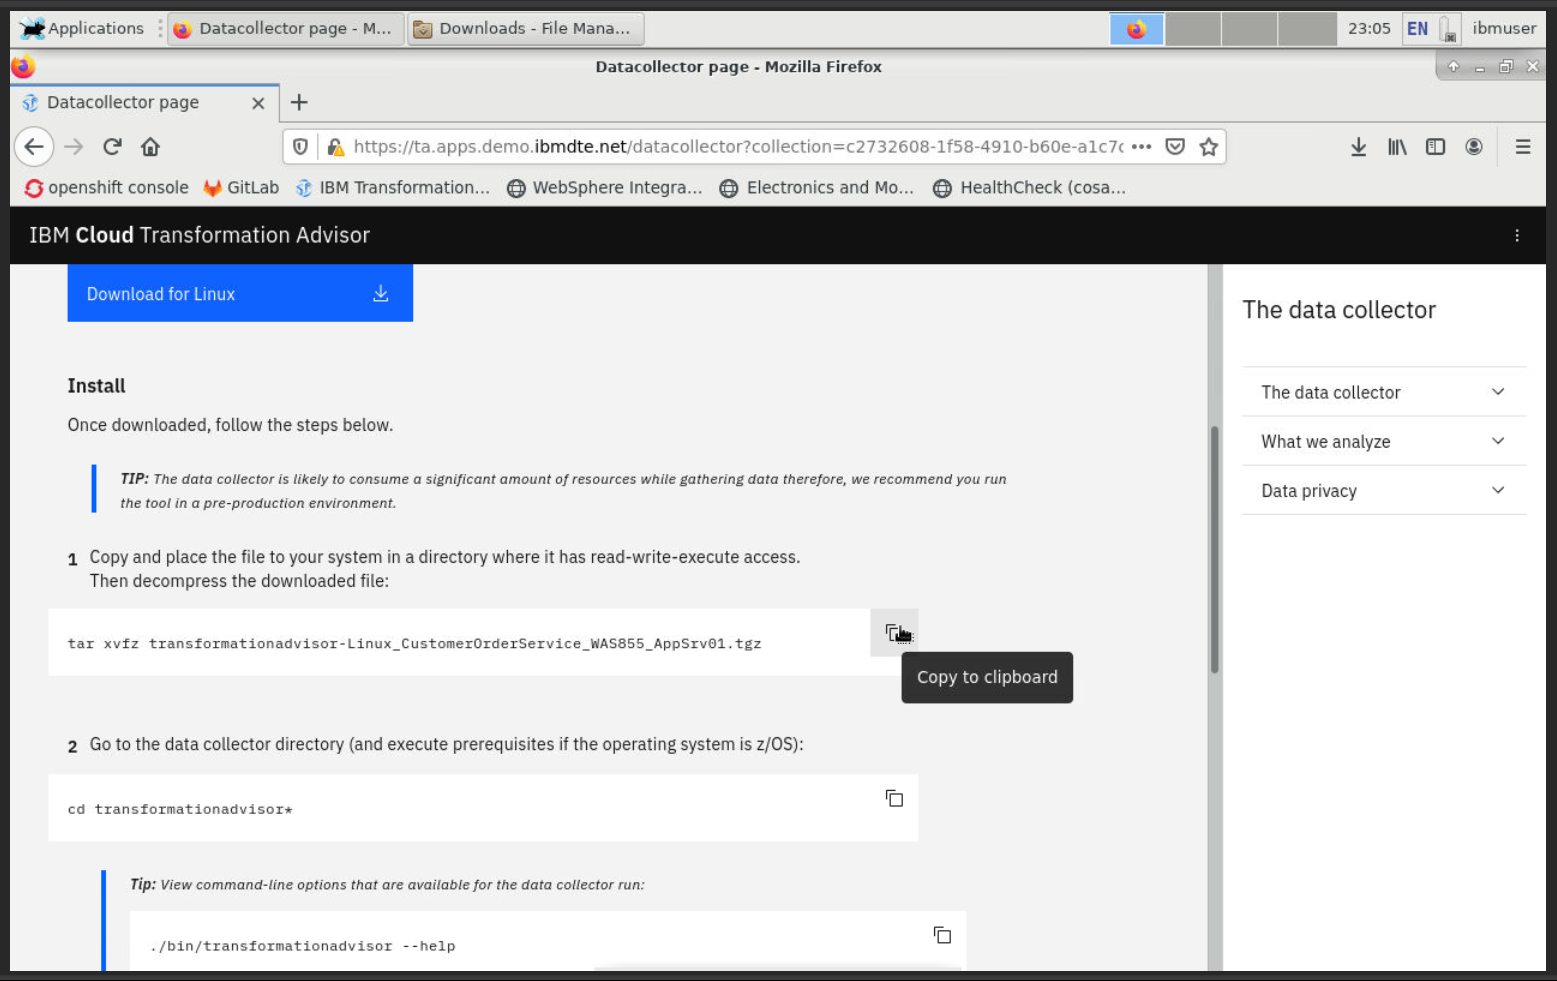 Applications
Datacollector page - M...
Downloads - File Mana...
23:05
EN
ibmuser
Datacollector page - Mozilla Firefox
Datacollector page
https://ta.apps.demo.ibmdte.net/datacollector?collection=c2732608-1f58-4910-b60e-a1c7c
openshift console
GitLab
IBM Transformation...
WebSphere Integra...
Electronics and Mo...
HealthCheck (cosa...
IBM Cloud Transformation Advisor
Download for Linux
Install
Once downloaded, follow the steps below.
TIP: The data collector is likely to consume a significant amount of resources while gathering data therefore, we recommend you run
the tool in a pre-production environment.
1 Copy and place the file to your system in a directory where it has read-write-execute access.
Then decompress the downloaded file:
tar xvfz transformationadvisor-Linux_CustomerOrderService_WAS855_AppSrv01.tgz
Copy to clipboard
2 Go to the data collector directory (and execute prerequisites if the operating system is z/OS):
cd transformationadvisor*
Tip: View command-line options that are available for the data collector run:
./bin/transformationadvisor --help
The data collector
The data collector
What we analyze
Data privacy